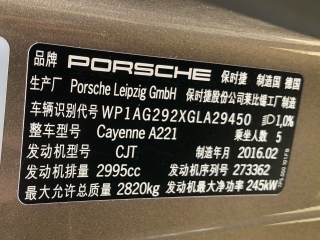 品牌 PORSCHE 保时捷 制造国 德国
生产厂 Porsche Leipzig GmbH 保时捷股份公司莱比锡工厂制造
车辆识别代号 WP1AG292XGLA29450 1.0%
整车型号 Cayenne A221 乘坐人数 5
发动机型号 CJT 制造年月 2016.02
发动机排量 2995cc 发动机序列号 273362
最大允许总质量 2820kg 发动机最大净功率 245kW